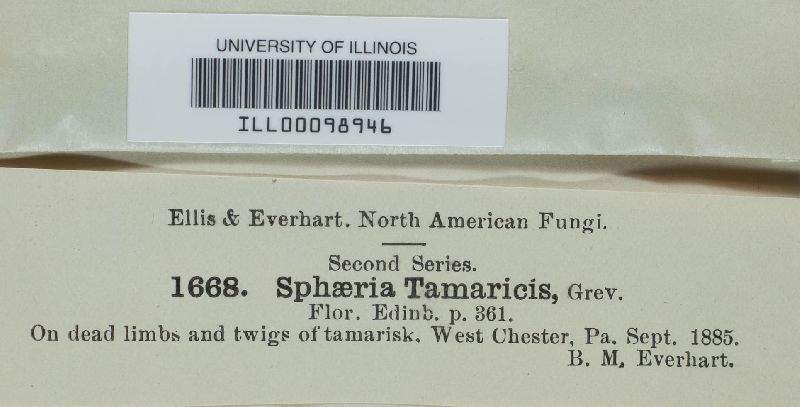 UNIVERSITY OF ILLINOIS
ILL00098946
Ellis & Everhart. North American Fungi.
Second Series.
1668. Sphæria Tamaricis, Grev.
Flor. Edinb. p. 361.
On dead limbs and twigs of tamarisk. West Chester, Pa. Sept. 1885.
B. M. Everhart.